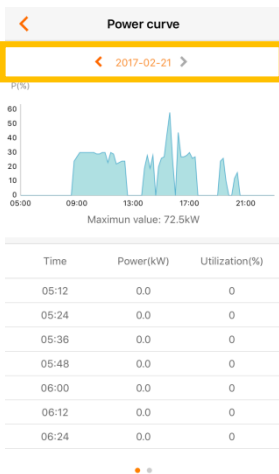 Power curve
2017-02-21
P(%)
60
50
40
30
20
10
0
05:00 09:00 13:00 17:00 21:00
Maximun value: 72.5kW
Time Power(kW) Utilization(%)
05:12 0.0 0
05:24 0.0 0
05:36 0.0 0
05:48 0.0 0
06:00 0.0 0
06:12 0.0 0
06:24 0.0 0